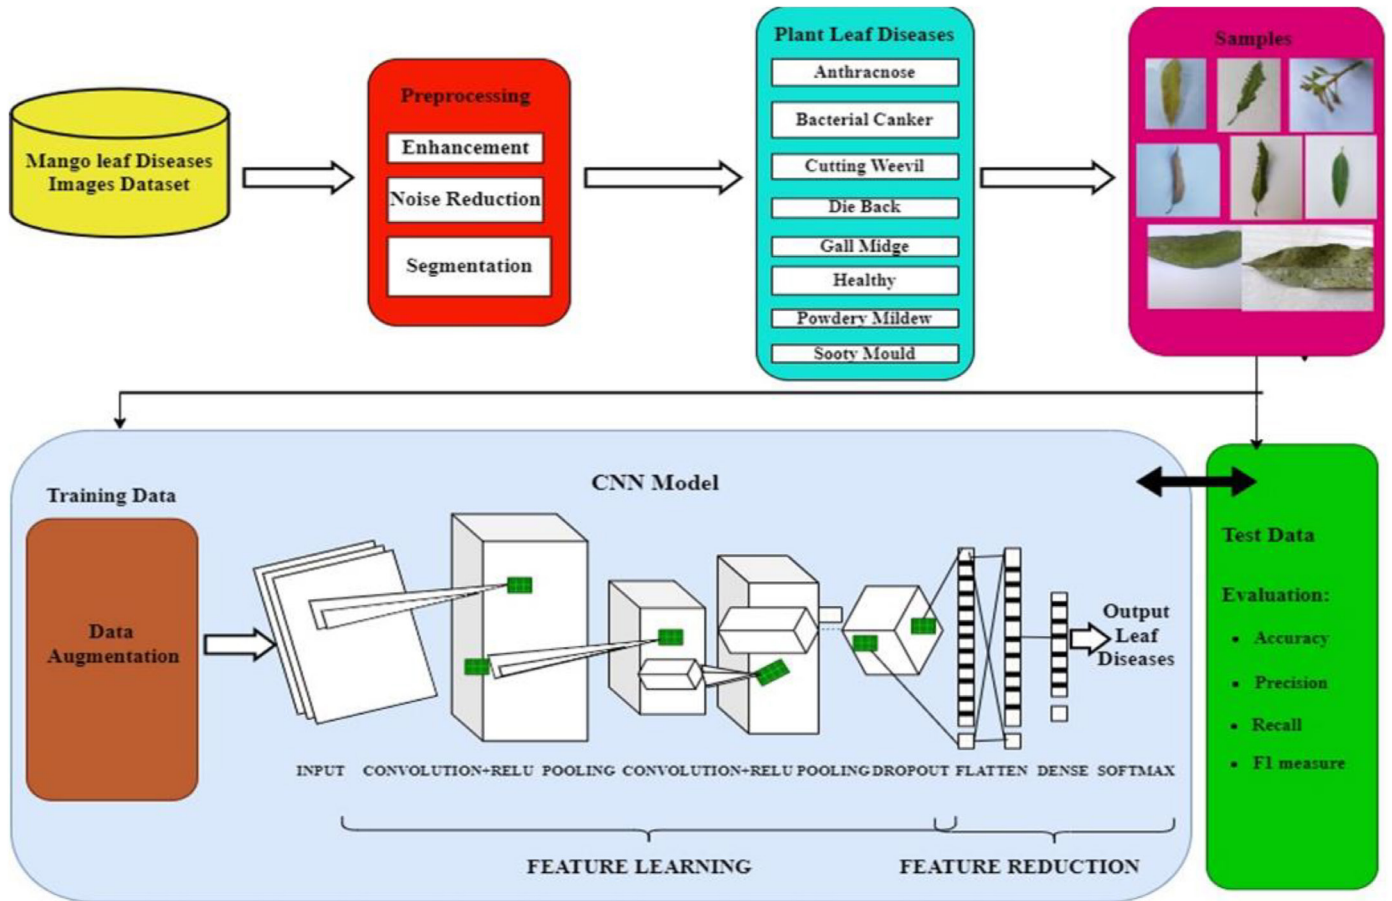 Mango leaf Diseases
Images Dataset
Preprocessing
Enhancement
Noise Reduction
Segmentation
Plant Leaf Diseases
Anthracnose
Bacterial Canker
Cutting Weevil
Die Back
Gall Midge
Healthy
Powdery Mildew
Sooty Mould
Samples
Training Data
Data
Augmentation
CNN Model
INPUT CONVOLUTION+RELU POOLING CONVOLUTION+RELU POOLING DROPOUT FLATTEN DENSE SOFTMAX
FEATURE LEARNING
FEATURE REDUCTION
Output
Leaf
Diseases
Test Data
Evaluation:
▪ Accuracy
▪ Precision
▪ Recall
▪ F1 measure